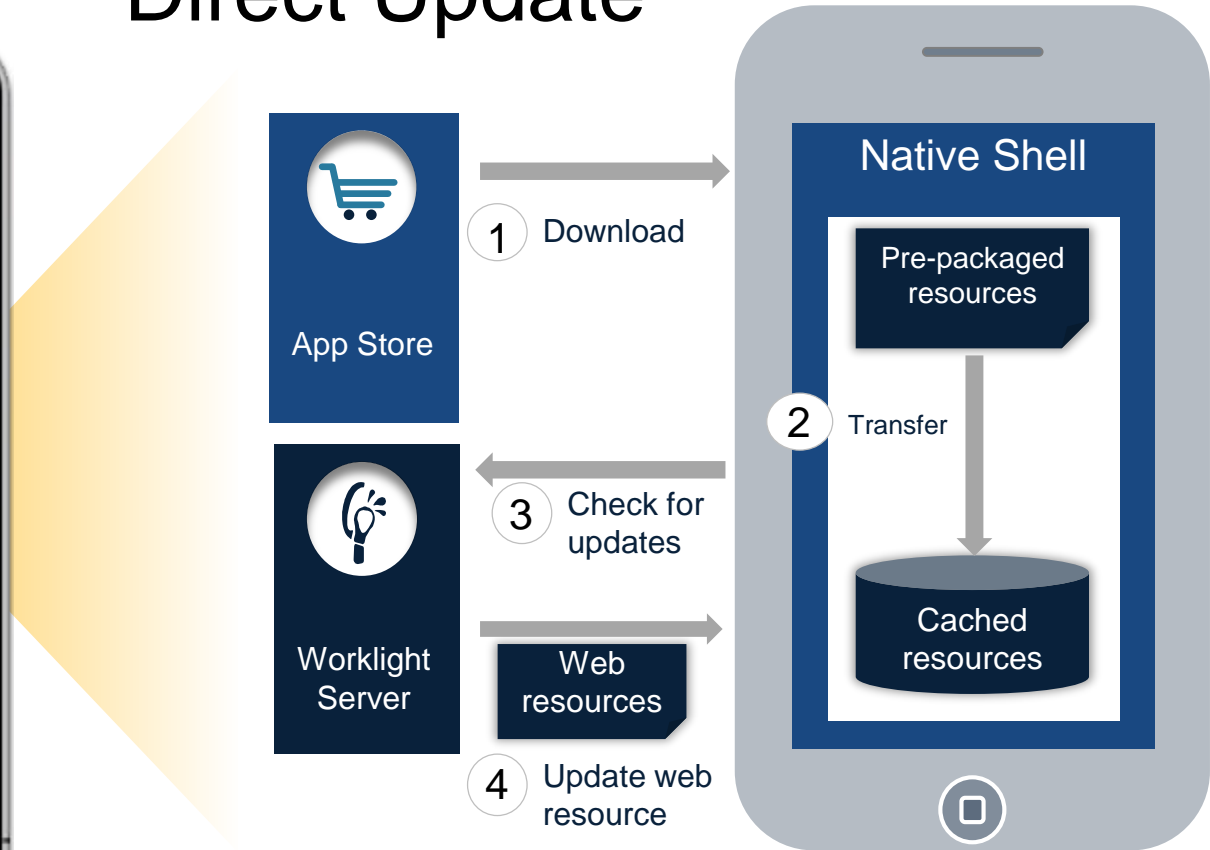 Direct Update
1
Download
App Store
Native Shell
Pre-packaged
resources
2
Transfer
3
Check for
updates
Cached
resources
Worklight
Server
Web
resources
4
Update web
resource